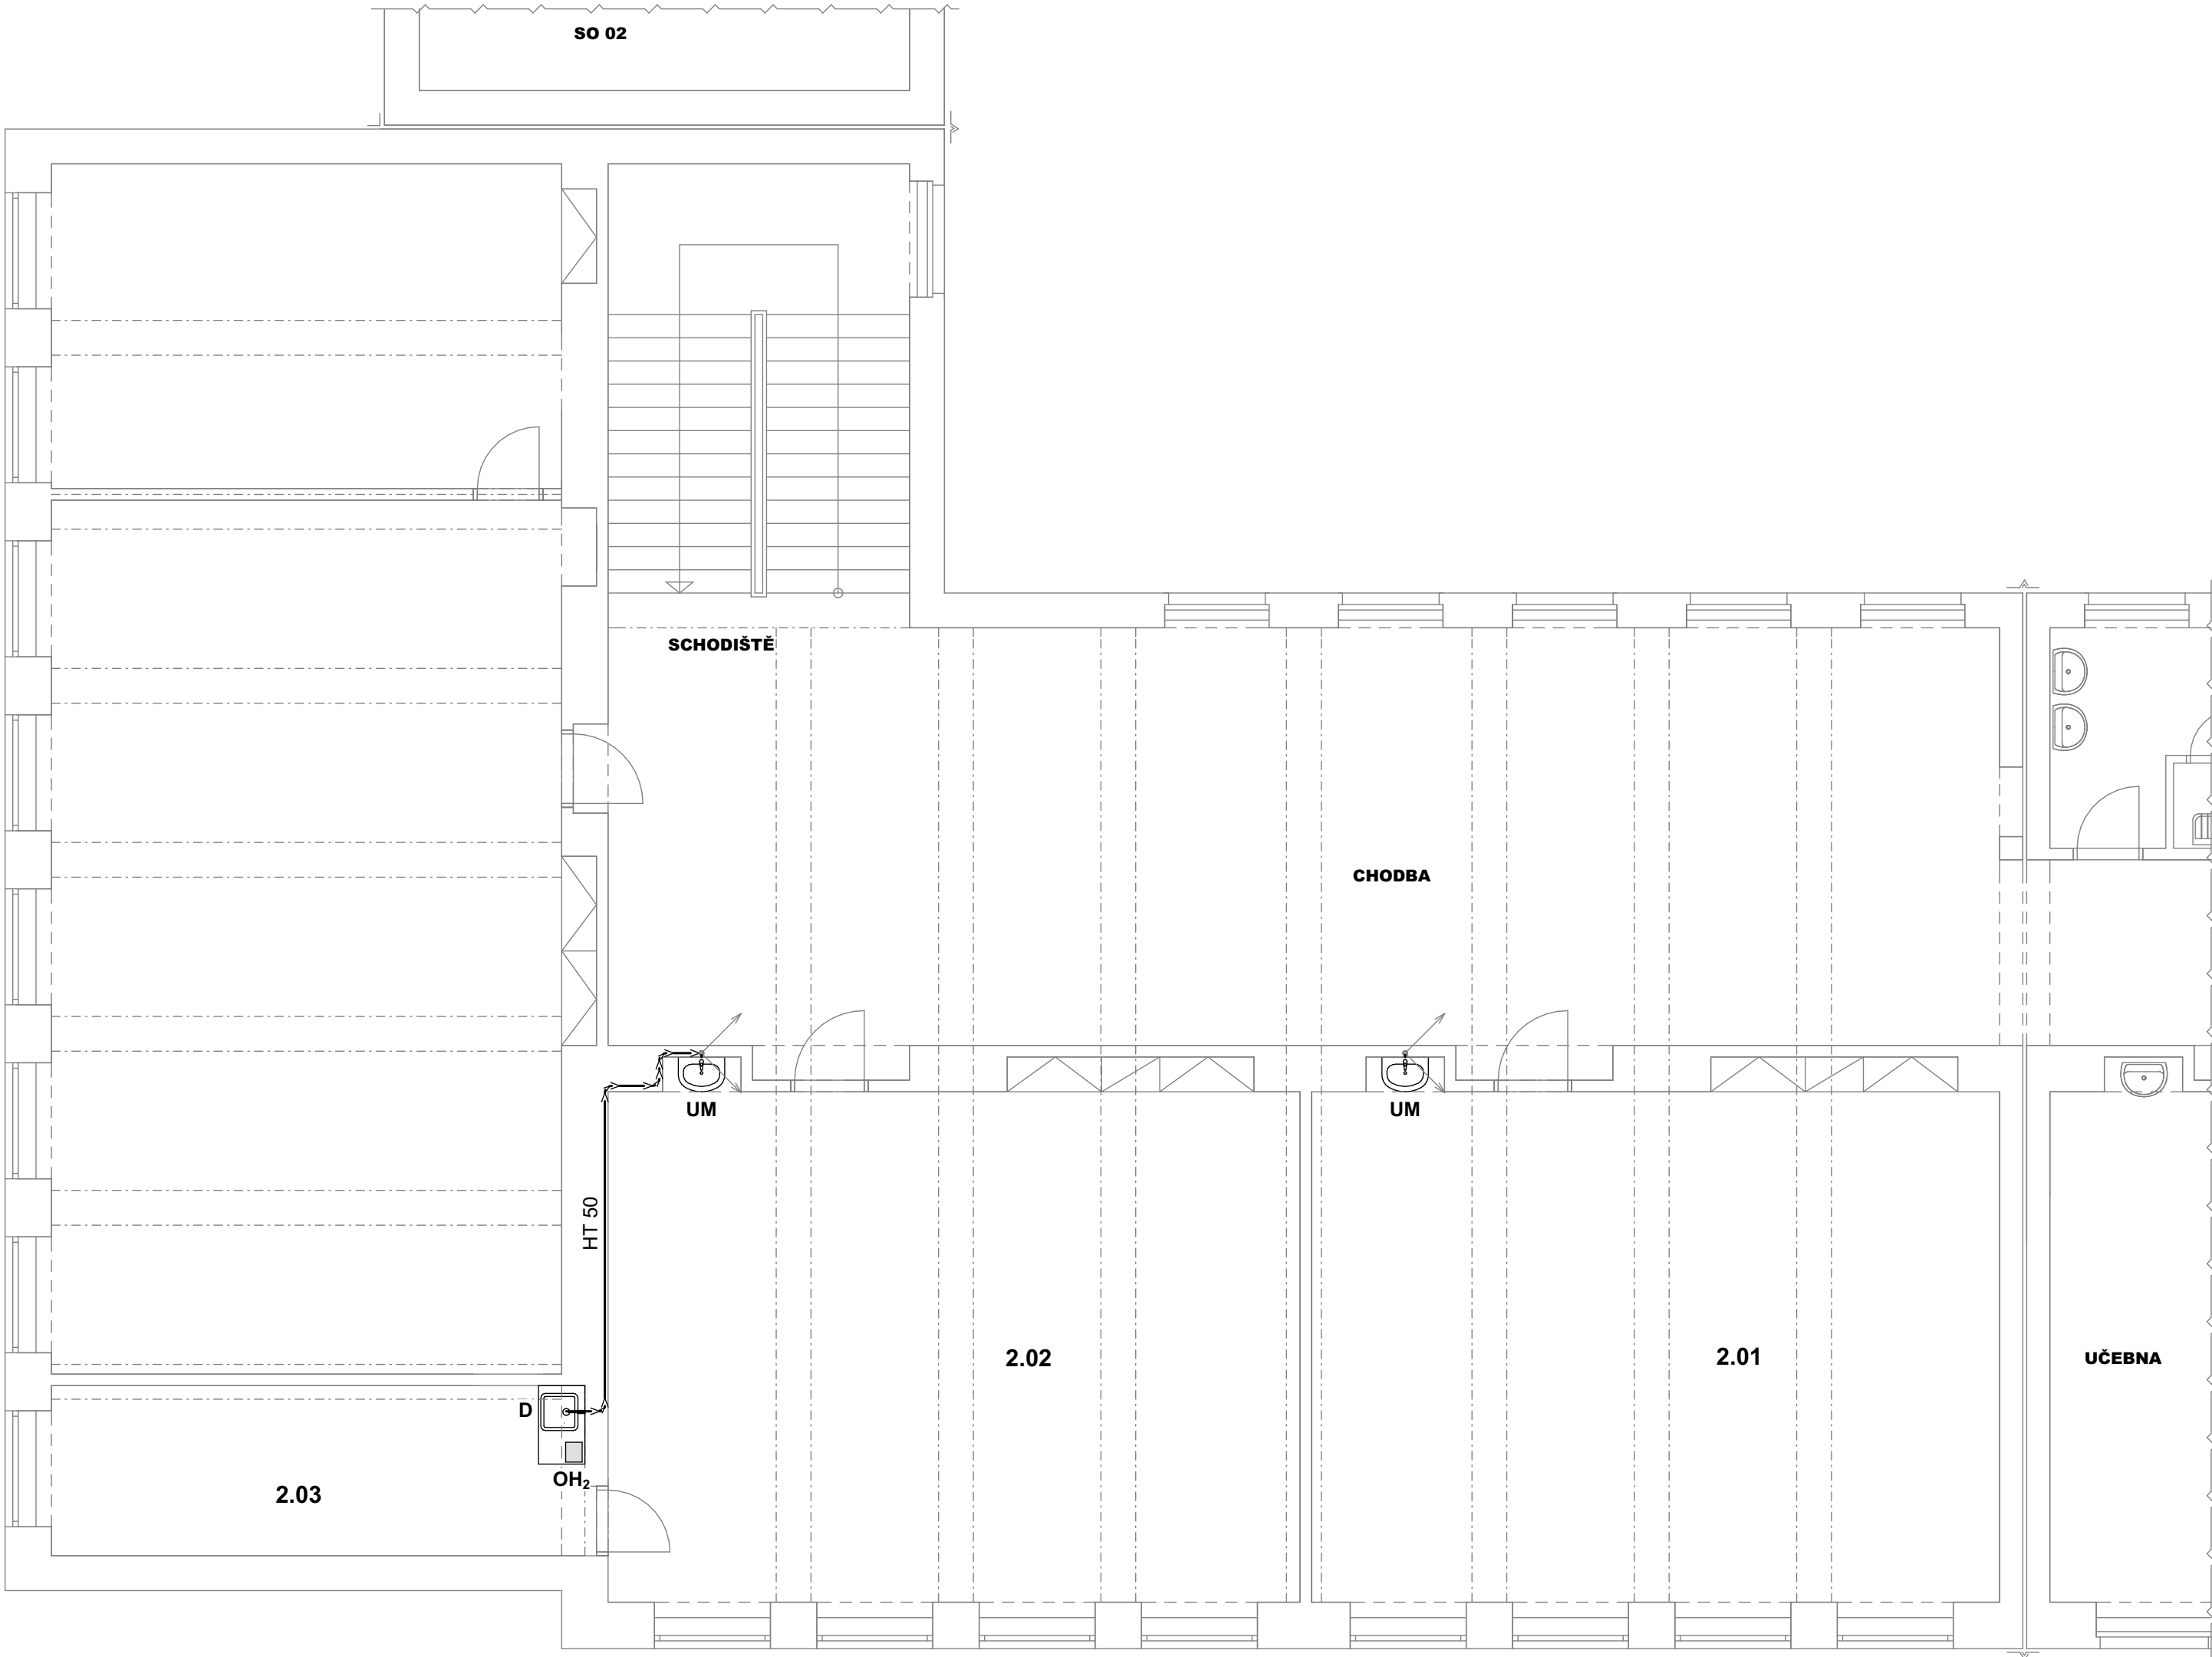 SO 02
SCHODIŠTĚ
CHODBA
UM
UM
HT 50
2.02
2.01
UČEBNA
D
OH₂
2.03